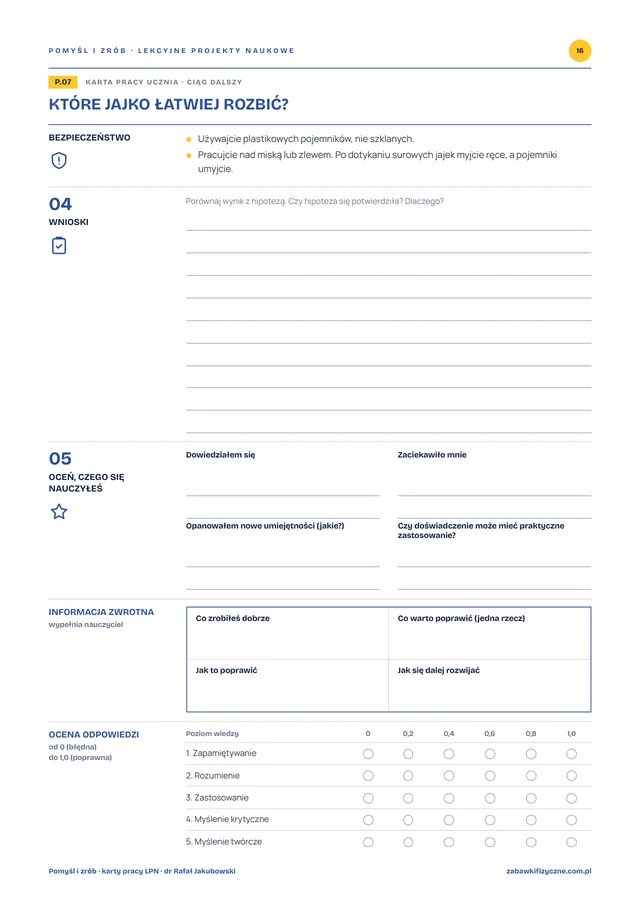 POMYŚL I ZRÓB · LEKCYJNE PROJEKTY NAUKOWE
16
P.07 KARTA PRACY UCZNIA · CIĄG DALSZY
KTÓRE JAJKO ŁATWIEJ ROZBIĆ?
BEZPIECZEŃSTWO
Używajcie plastikowych pojemników, nie szklanych.
Pracujcie nad miską lub zlewem. Po dotykaniu surowych jajek myjcie ręce, a pojemniki
umyjcie.
04
WNIOSKI
Porównaj wynik z hipotezą. Czy hipoteza się potwierdziła? Dlaczego?
05
OCEŃ, CZEGO SIĘ
NAUCZYŁEŚ
Dowiedziałem się
Zaciekawiło mnie
Opanowałem nowe umiejętności (jakie?)
Czy doświadczenie może mieć praktyczne
zastosowanie?
INFORMACJA ZWROTNA
wypełnia nauczyciel
Co zrobiłeś dobrze
Co warto poprawić (jedna rzecz)
Jak to poprawić
Jak się dalej rozwijać
OCENA ODPOWIEDZI
od 0 (błędna)
do 1,0 (poprawna)
Poziom wiedzy 0 0,2 0,4 0,6 0,8 1,0
1. Zapamiętywanie
2. Rozumienie
3. Zastosowanie
4. Myślenie krytyczne
5. Myślenie twórcze
Pomyśl i zrób · karty pracy LPN · dr Rafał Jakubowski
zabawkifizyczne.com.pl